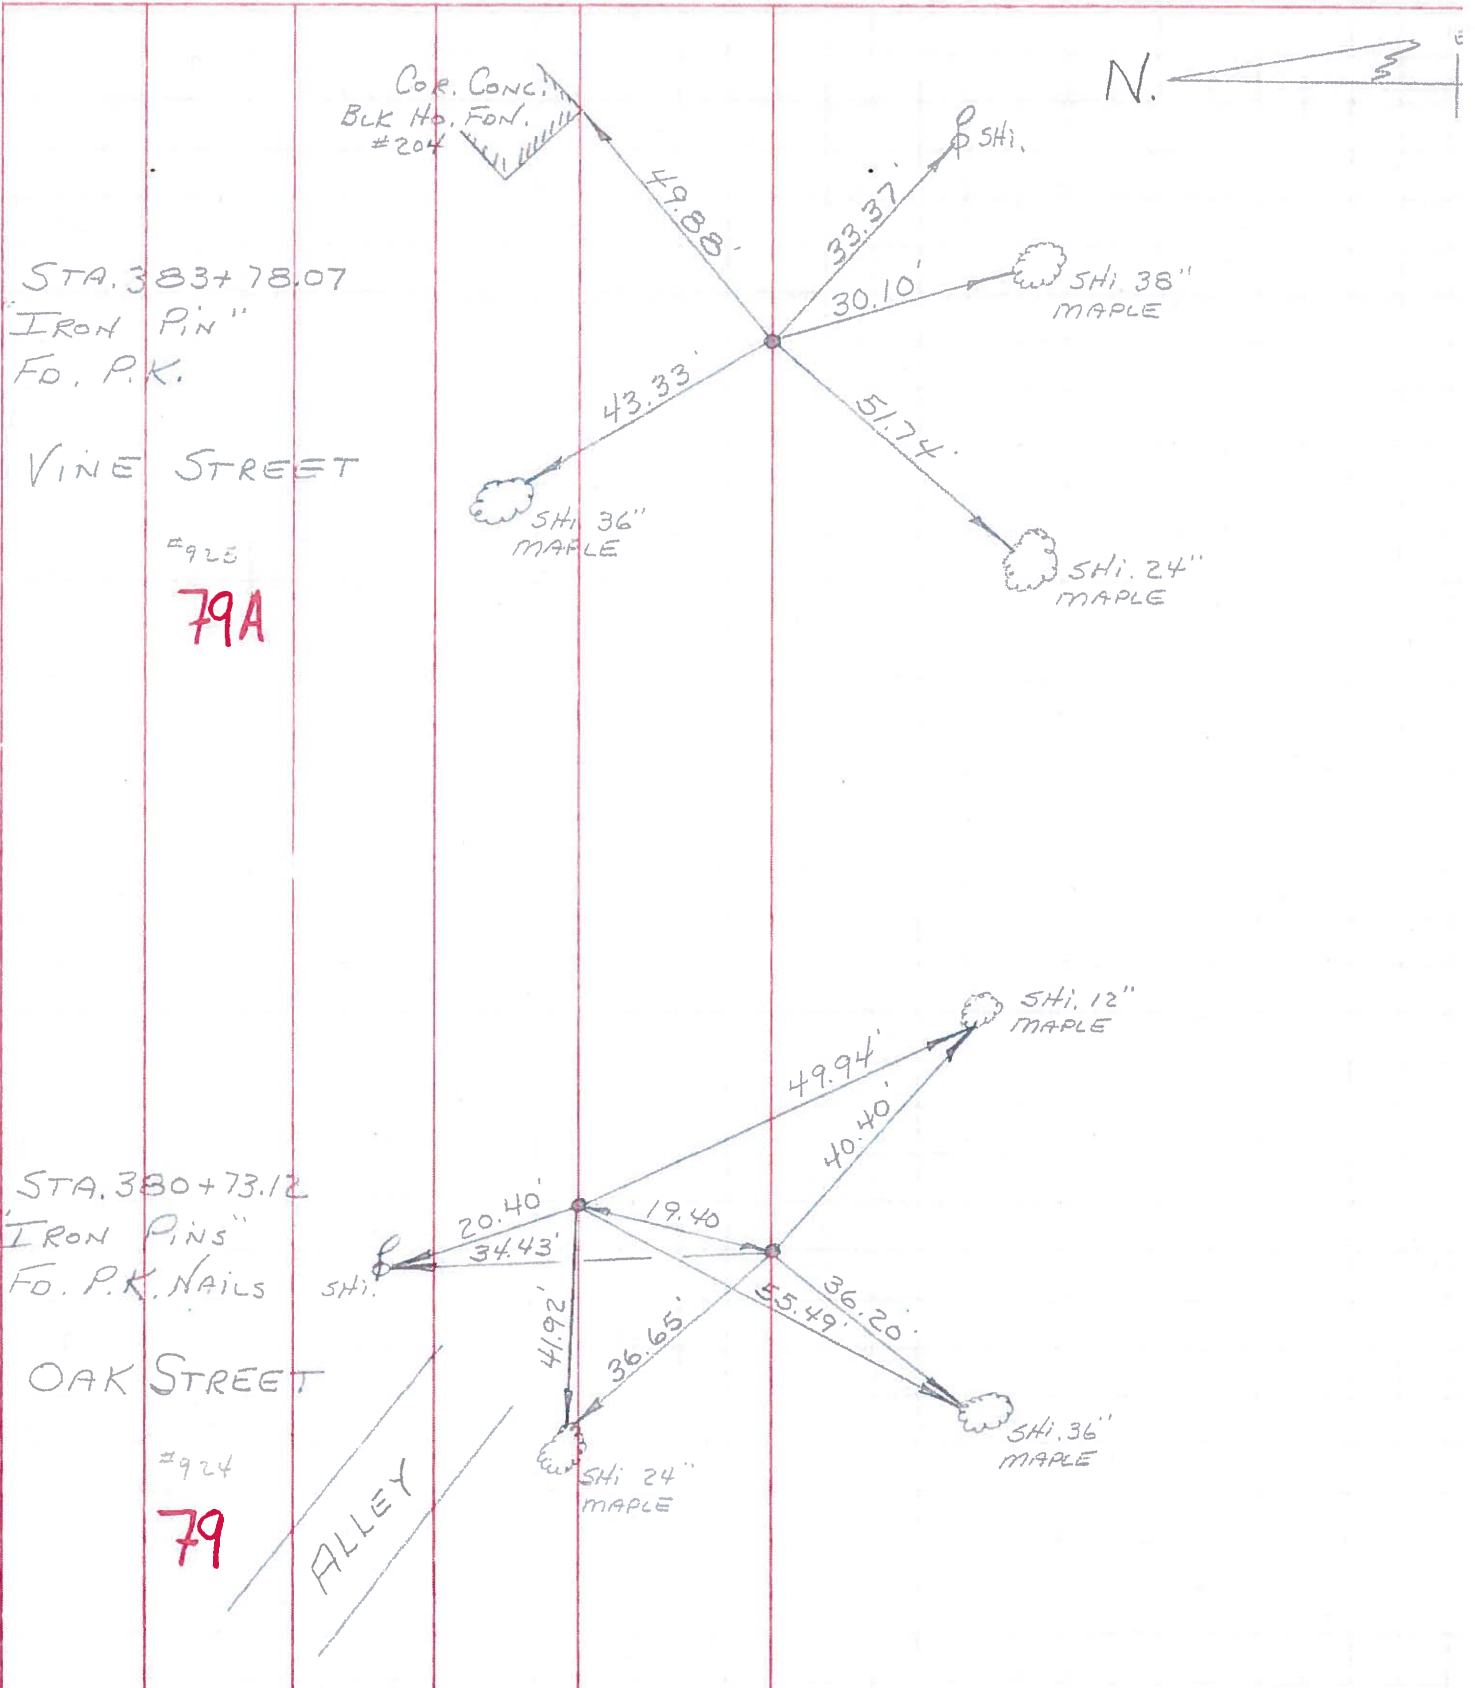 N.
COR. CONC.
BLK HO. FDN.
#204
SHi.
49.88'
33.37'
30.10'
SHi. 38"
MAPLE
STA. 383+78.07
"IRON PiN"
FD. P.K.
43.33'
51.74'
VINE STREET
SHi 36"
MAPLE
SHi. 24"
MAPLE
79A
SHi. 12"
MAPLE
49.94'
40.40'
STA. 380+73.12
"IRON PiNS"
FD. P.K. NAiLS
20.40'
19.40
34.43'
SHi.
41.92'
36.65'
55.49'
36.20'
OAK STREET
SHi. 36"
MAPLE
#924
SHi 24"
MAPLE
79
ALLEY